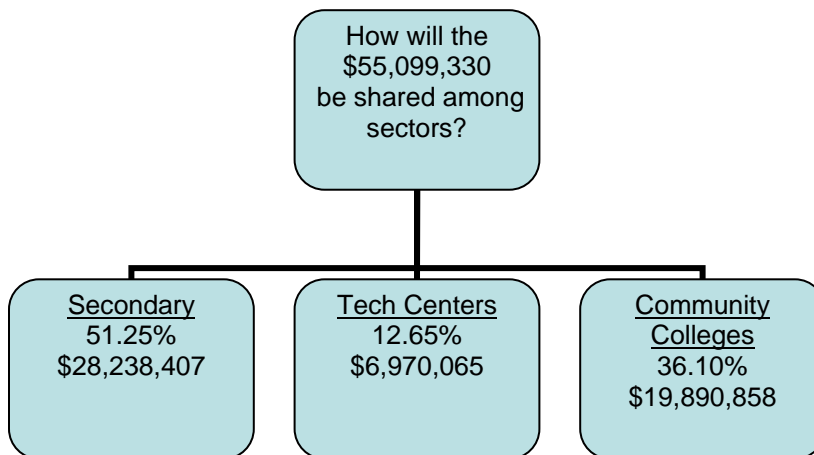 How will the
$55,099,330
be shared among
sectors?
Secondary
51.25%
$28,238,407
Tech Centers
12.65%
$6,970,065
Community
Colleges
36.10%
$19,890,858